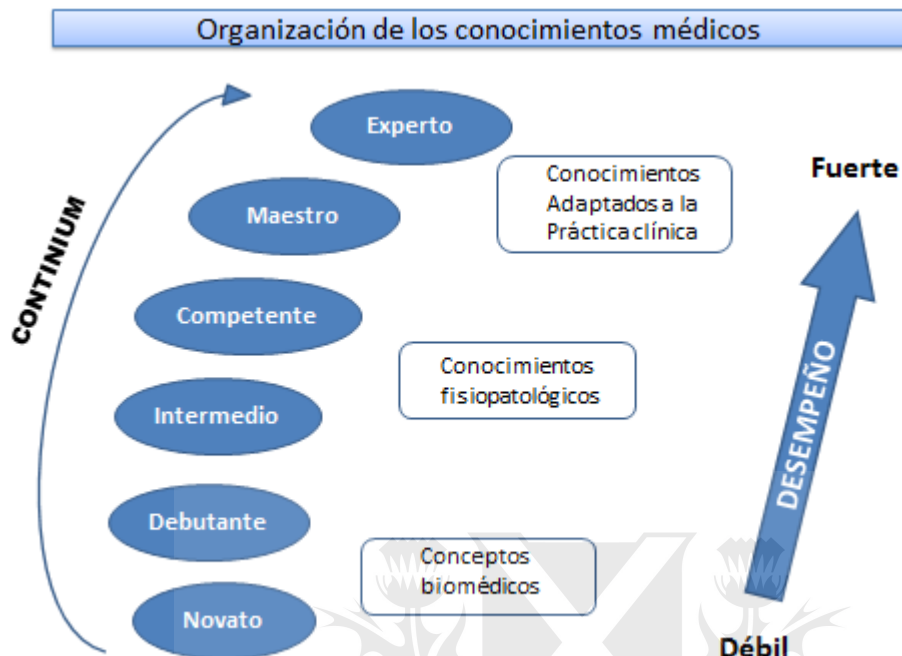 Organización de los conocimientos médicos
Experto
Conocimientos
Adaptados a la
Práctica clínica
Fuerte
Maestro
CONTINIUM
Competente
Conocimientos
fisiopatológicos
Intermedio
DESEMPEÑO
Debutante
Conceptos
biomédicos
Novato
Débil